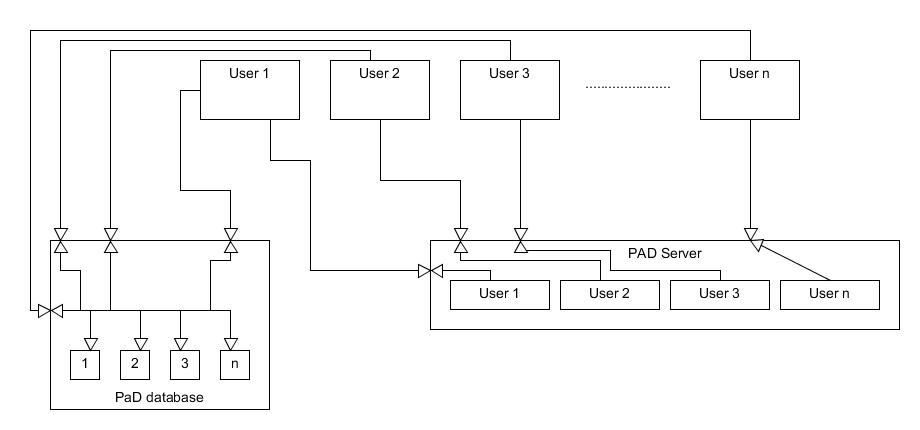 User 1
User 2
User 3
......................
User n
PAD Server
User 1
User 2
User 3
User n
1
2
3
n
PaD database